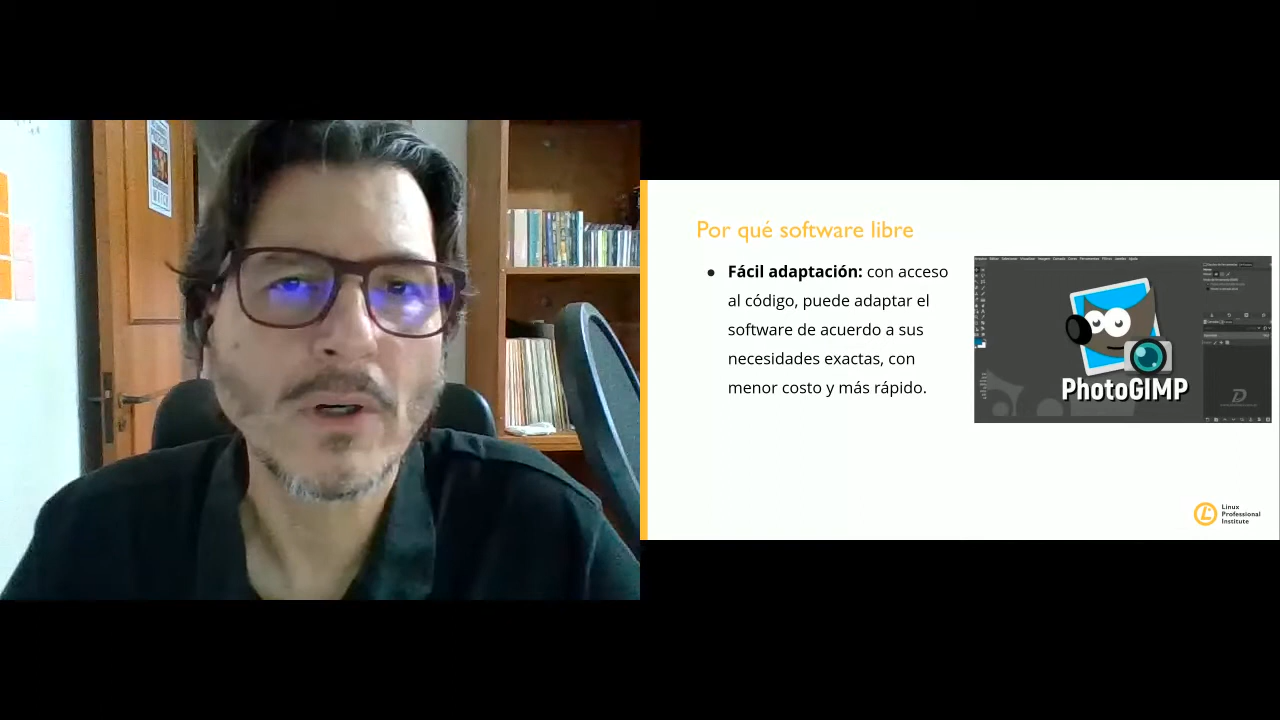 Por qué software libre
● Fácil adaptación: con acceso
al código, puede adaptar el
software de acuerdo a sus
necesidades exactas, con
menor costo y más rápido.
PhotoGIMP
Linux
Professional
Institute